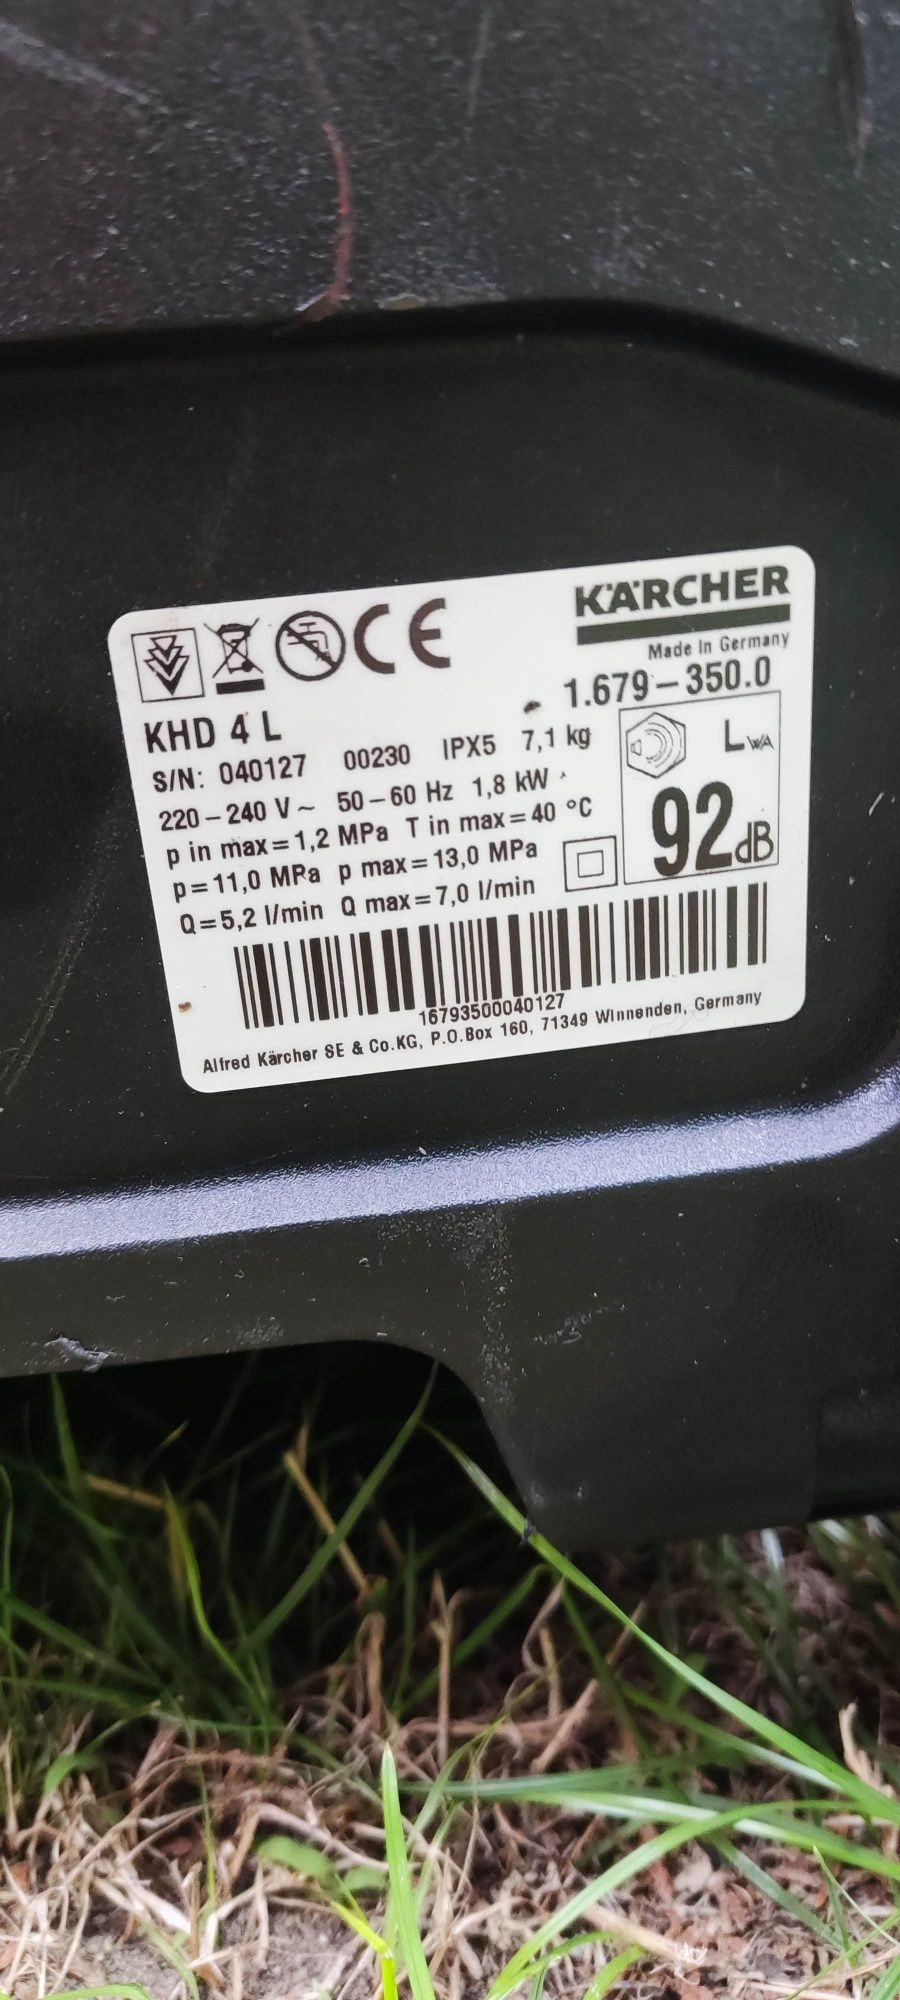 KÄRCHER
Made in Germany
1.679-350.0
KHD 4 L
S/N: 040127 00230 IPX5 7,1 kg
220-240 V~ 50-60 Hz 1,8 kW
p in max=1,2 MPa T in max=40 °C
p=11,0 MPa p max=13,0 MPa
Q=5,2 l/min Q max=7,0 l/min
LWA
92dB
16793500040127
Alfred Kärcher SE & Co.KG, P.O.Box 160, 71349 Winnenden, Germany